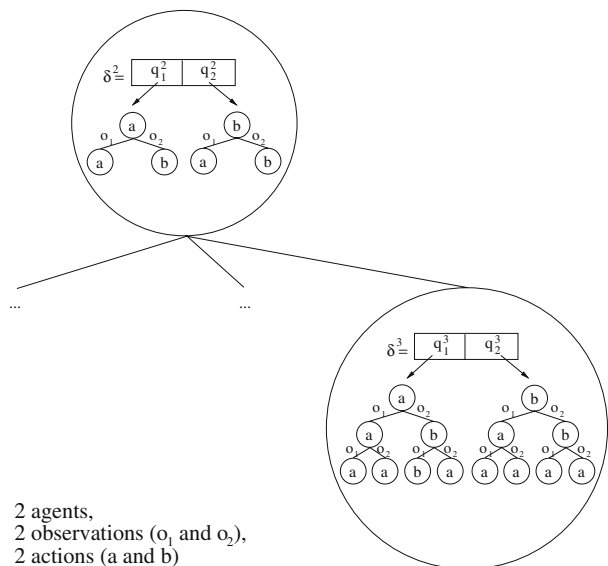 δ²= q₁² q₂²
a b
o₁ o₂ o₁ o₂
a b a b
... ...
δ³= q₁³ q₂³
a b
o₁ o₂ o₁ o₂
a b a b
o₁ o₂ o₁ o₂ o₁ o₂ o₁ o₂
a a b a a a a a
2 agents,
2 observations (o₁ and o₂),
2 actions (a and b)